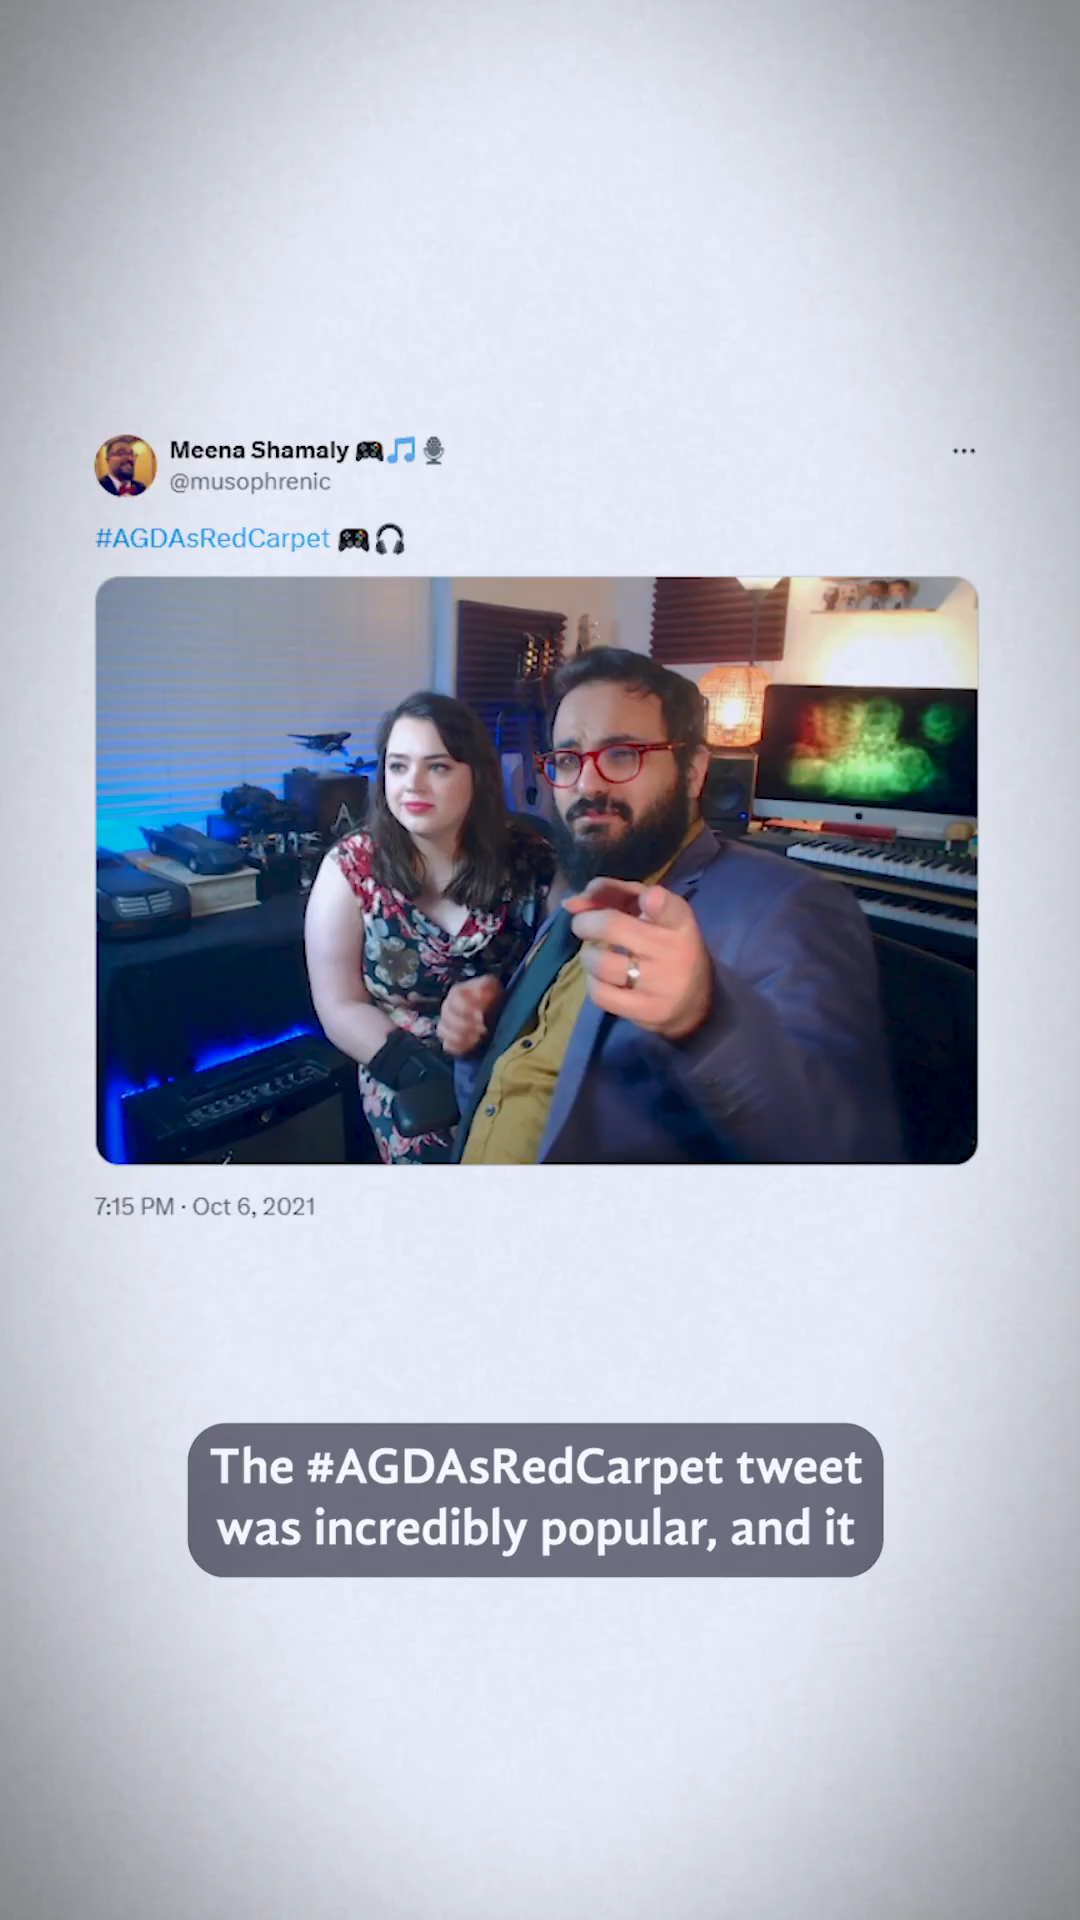 Meena Shamaly 🎮🎵🎙
@musophrenic
#AGDAsRedCarpet 🎮🎧
7:15 PM · Oct 6, 2021
The #AGDAsRedCarpet tweet
was incredibly popular, and it